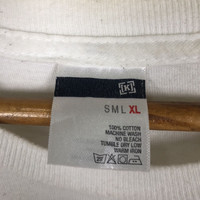 [K]
S M L XL
100% COTTON
MACHINE WASH
NO BLEACH
TUMBLE DRY LOW
WARM IRON